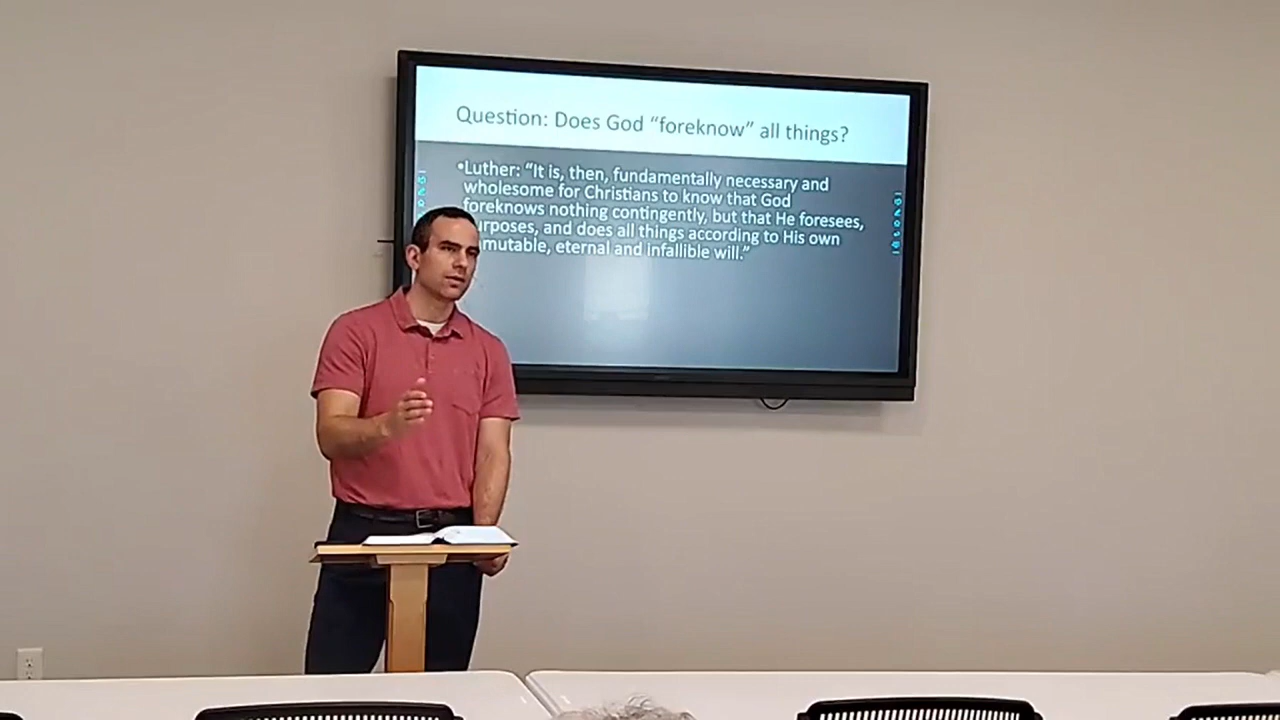 Question: Does God “foreknow” all things?
•Luther: “It is, then, fundamentally necessary and
wholesome for Christians to know that God
foreknows nothing contingently, but that He foresees,
urposes, and does all things according to His own
mutable, eternal and infallible will.”